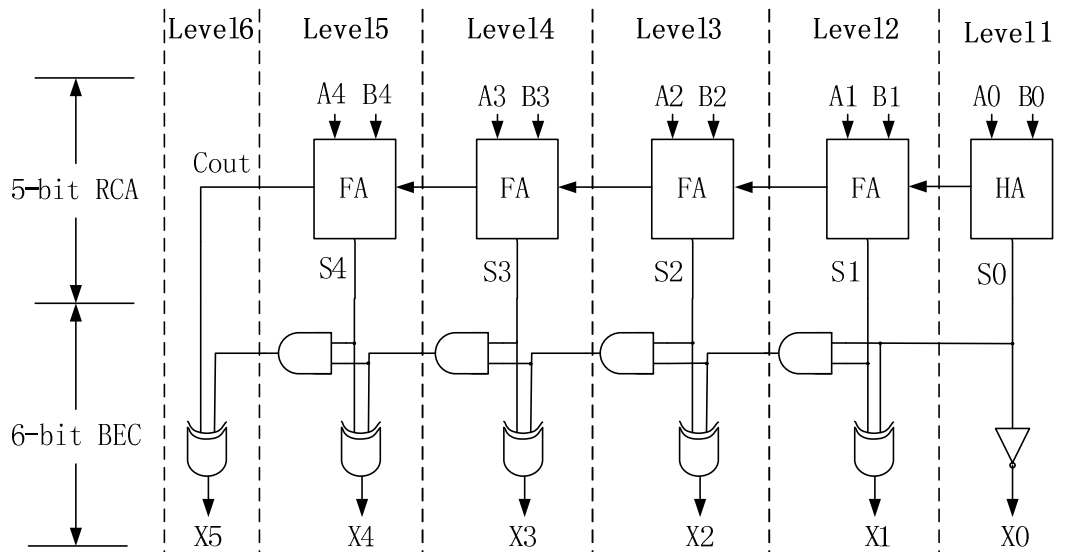 Level6 Level5 Level4 Level3 Level2 Level1
A4 B4 A3 B3 A2 B2 A1 B1 A0 B0
Cout
5-bit RCA FA FA FA FA HA
S4 S3 S2 S1 S0
6-bit BEC
X5 X4 X3 X2 X1 X0